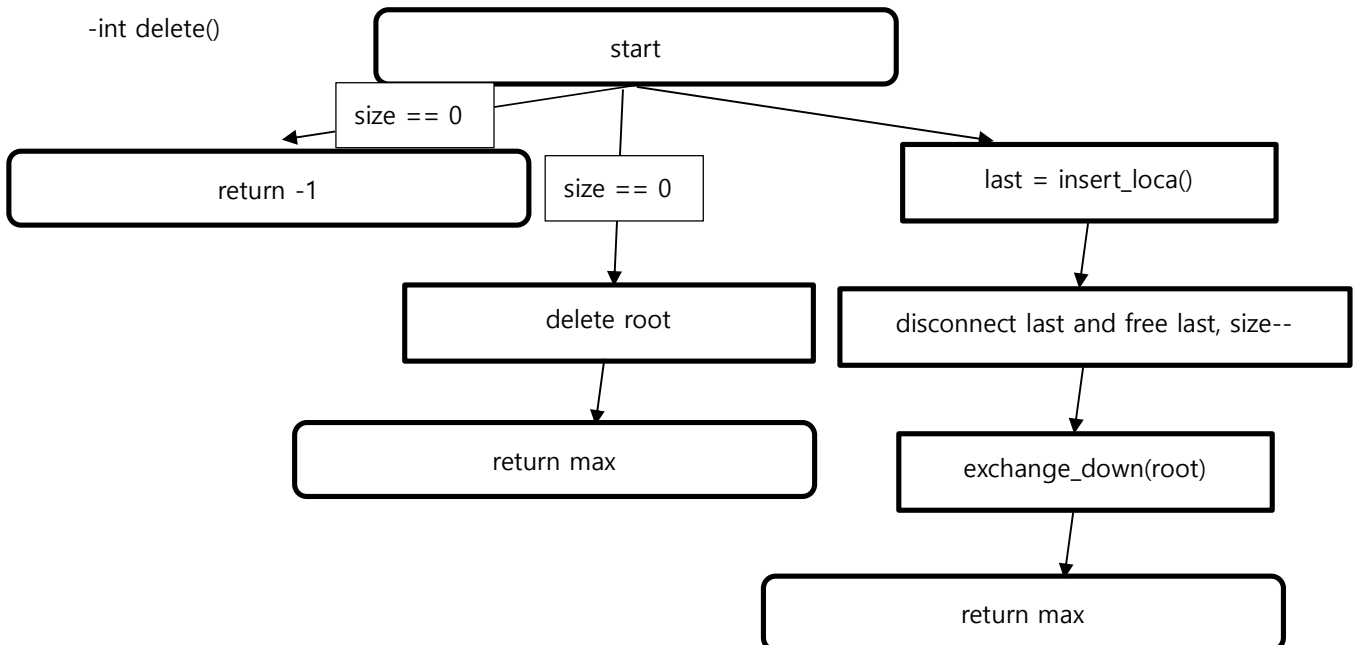 -int delete()
start
size == 0
return -1
size == 0
last = insert_loca()
delete root
disconnect last and free last, size--
return max
exchange_down(root)
return max